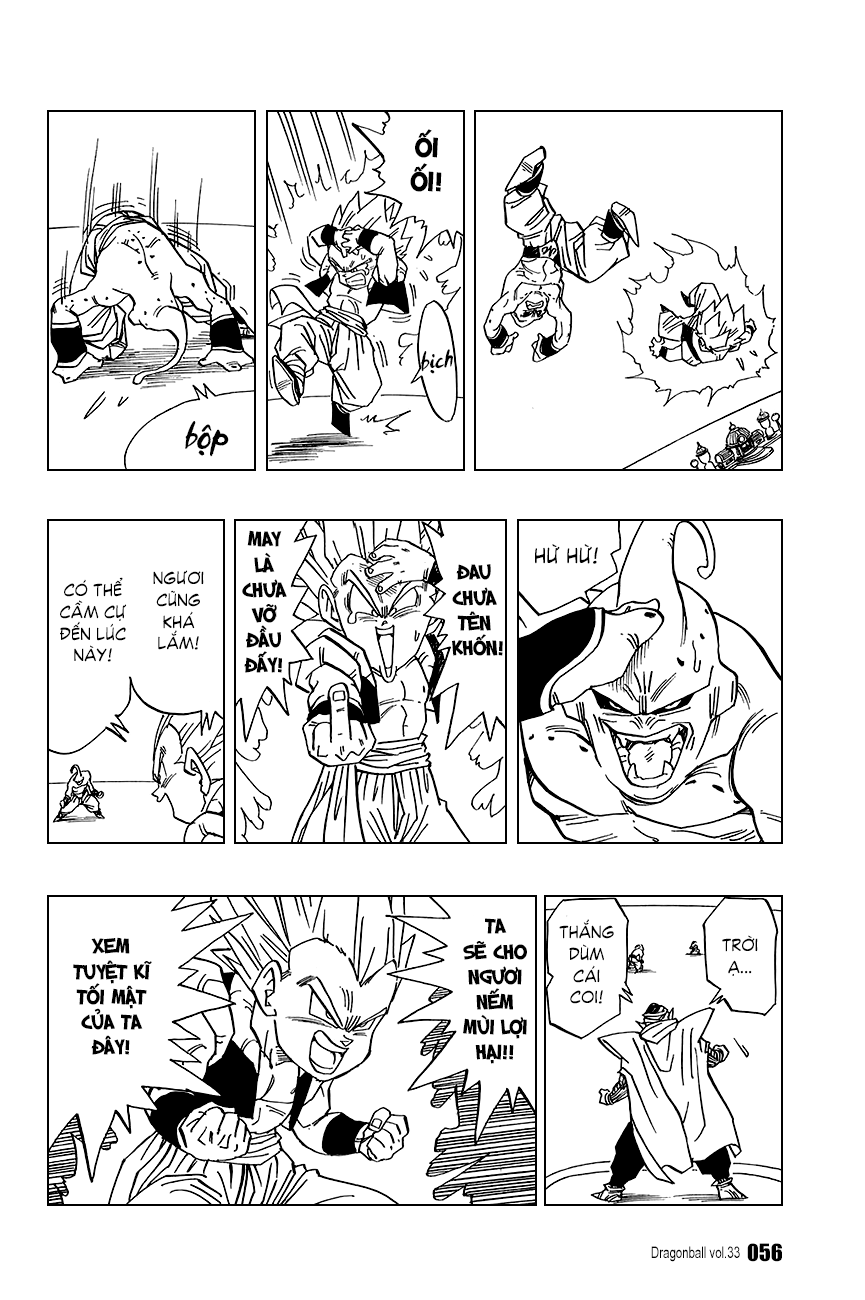 ỐI
ỐI!
bịch
bộp
HỪ HỪ!
ĐAU
CHƯA
TÊN
KHỐN!
MAY
LÀ
CHƯA
VỠ
ĐẦU
ĐẤY!
NGƯƠI
CŨNG
KHÁ
LẮM!
CÓ THỂ
CẦM CỰ
ĐẾN LÚC
NÀY!
TRỜI
Ạ...
THẮNG
DÙM
CÁI
COI!
TA
SẼ CHO
NGƯƠI
NẾM
MÙI LỢI
HẠI!!
XEM
TUYỆT KĨ
TỐI MẬT
CỦA TA
ĐÂY!
Dragonball vol.33 056